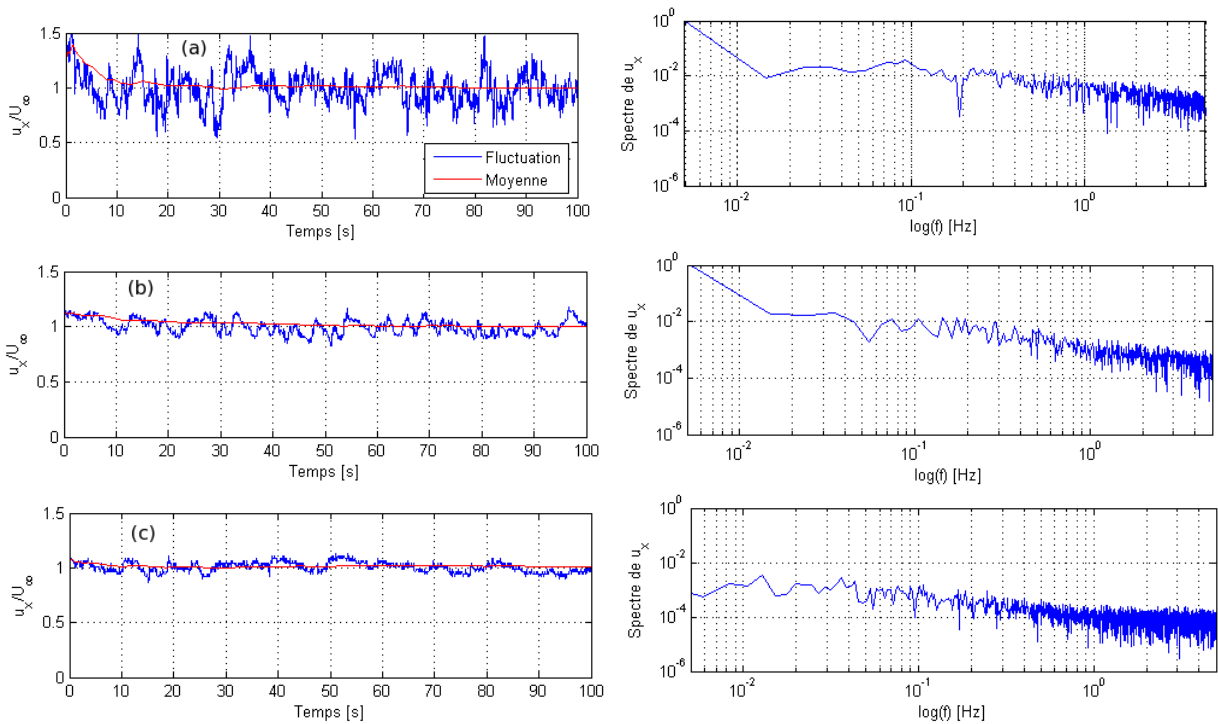 (a)
u_x/U_∞
1.5
1
0.5
0
0 10 20 30 40 50 60 70 80 90 100
Temps [s]
Fluctuation
Moyenne
Spectre de u_x
10^0
10^-2
10^-4
10^-6
10^-2 10^-1 10^0
log(f) [Hz]
(b)
u_x/U_∞
1.5
1
0.5
0
0 10 20 30 40 50 60 70 80 90 100
Temps [s]
Spectre de u_x
10^0
10^-2
10^-4
10^-6
10^-2 10^-1 10^0
log(f) [Hz]
(c)
u_x/U_∞
1.5
1
0.5
0
0 10 20 30 40 50 60 70 80 90 100
Temps [s]
Spectre de u_x
10^0
10^-2
10^-4
10^-6
10^-2 10^-1 10^0
log(f) [Hz]